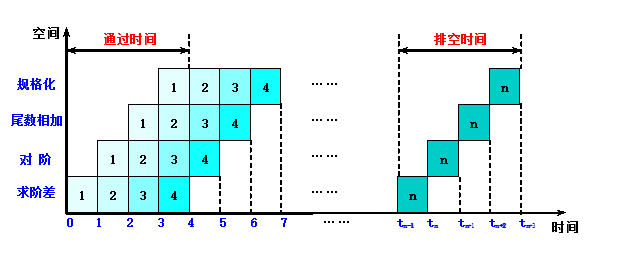 空间
通过时间
排空时间
规格化 1 2 3 4 …… n
尾数相加 1 2 3 4 …… n
对 阶 1 2 3 4 …… n
求阶差 1 2 3 4 …… n
0 1 2 3 4 5 6 7 …… tn
时间